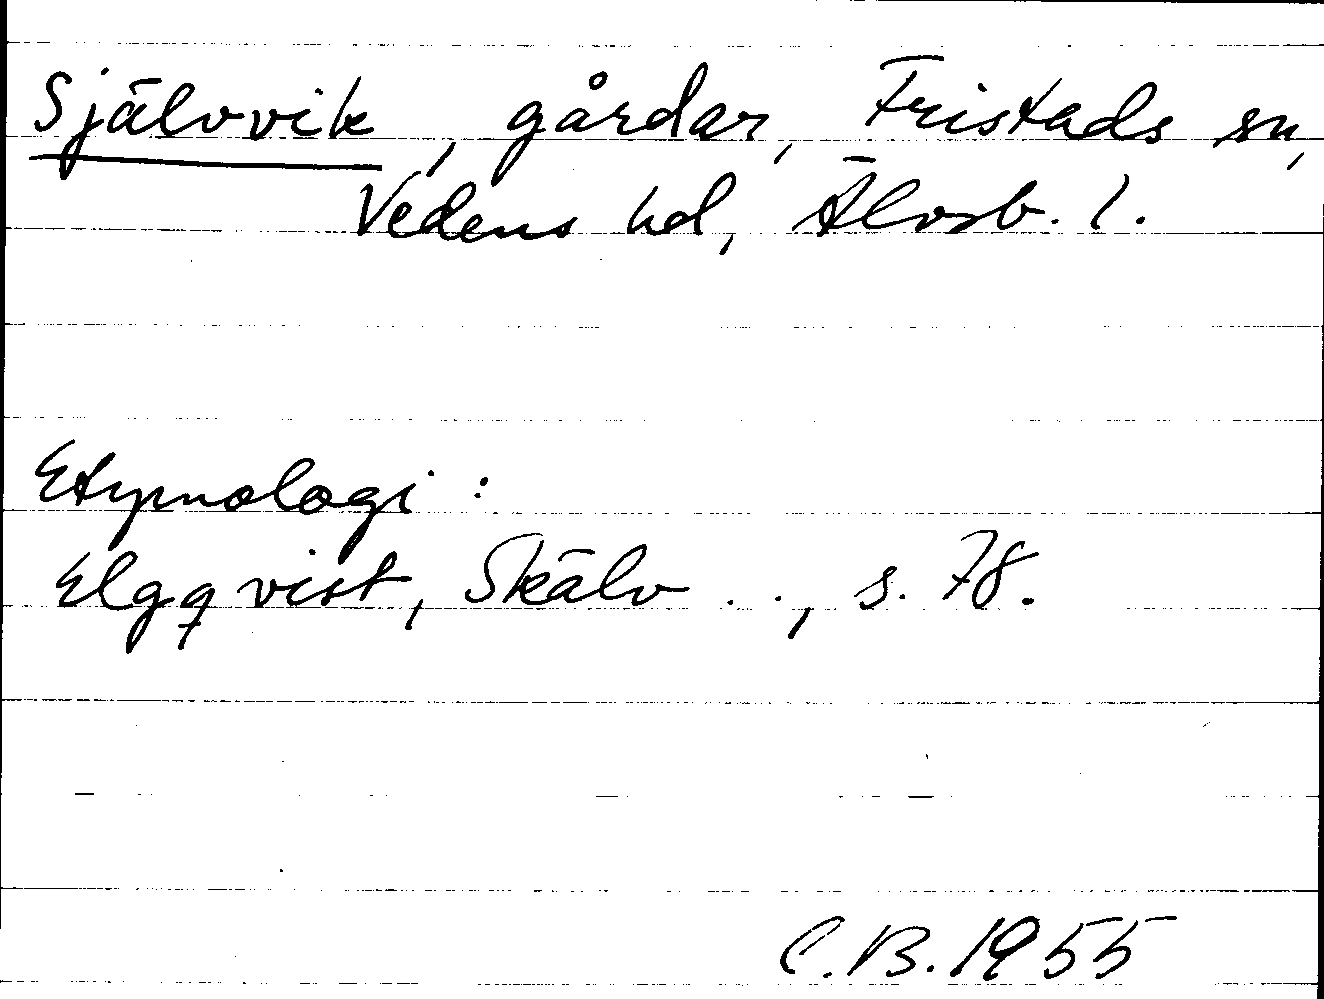 Självvik, gårdar, Fristads sn,
Vedens hd, Älvsb. l.
Etymologi:
Elgqvist, Skälv . ., s. 78.
C.B. 1955